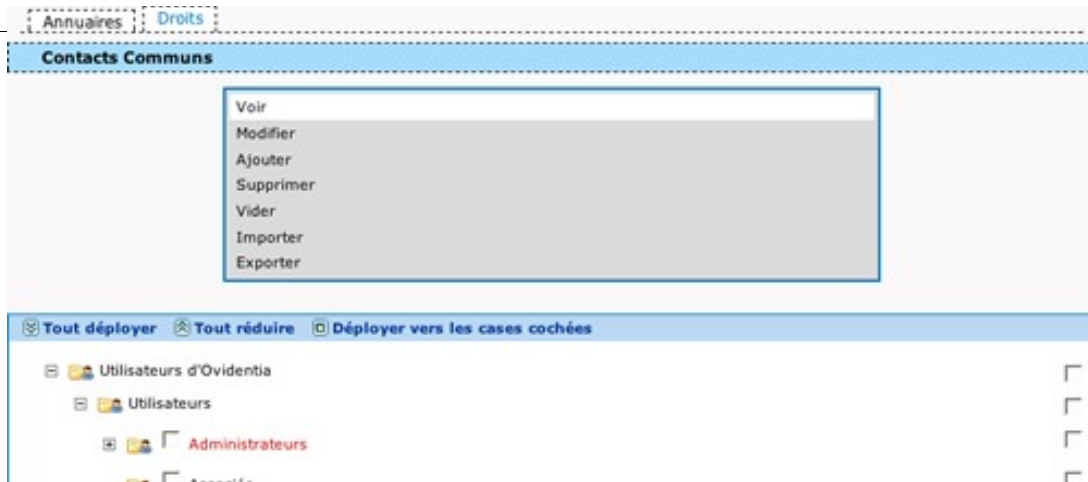 Annuaires Droits
Contacts Communs
Voir
Modifier
Ajouter
Supprimer
Vider
Importer
Exporter
Tout déployer Tout réduire Déployer vers les cases cochées
Utilisateurs d'Ovidentia
Utilisateurs
Administrateurs